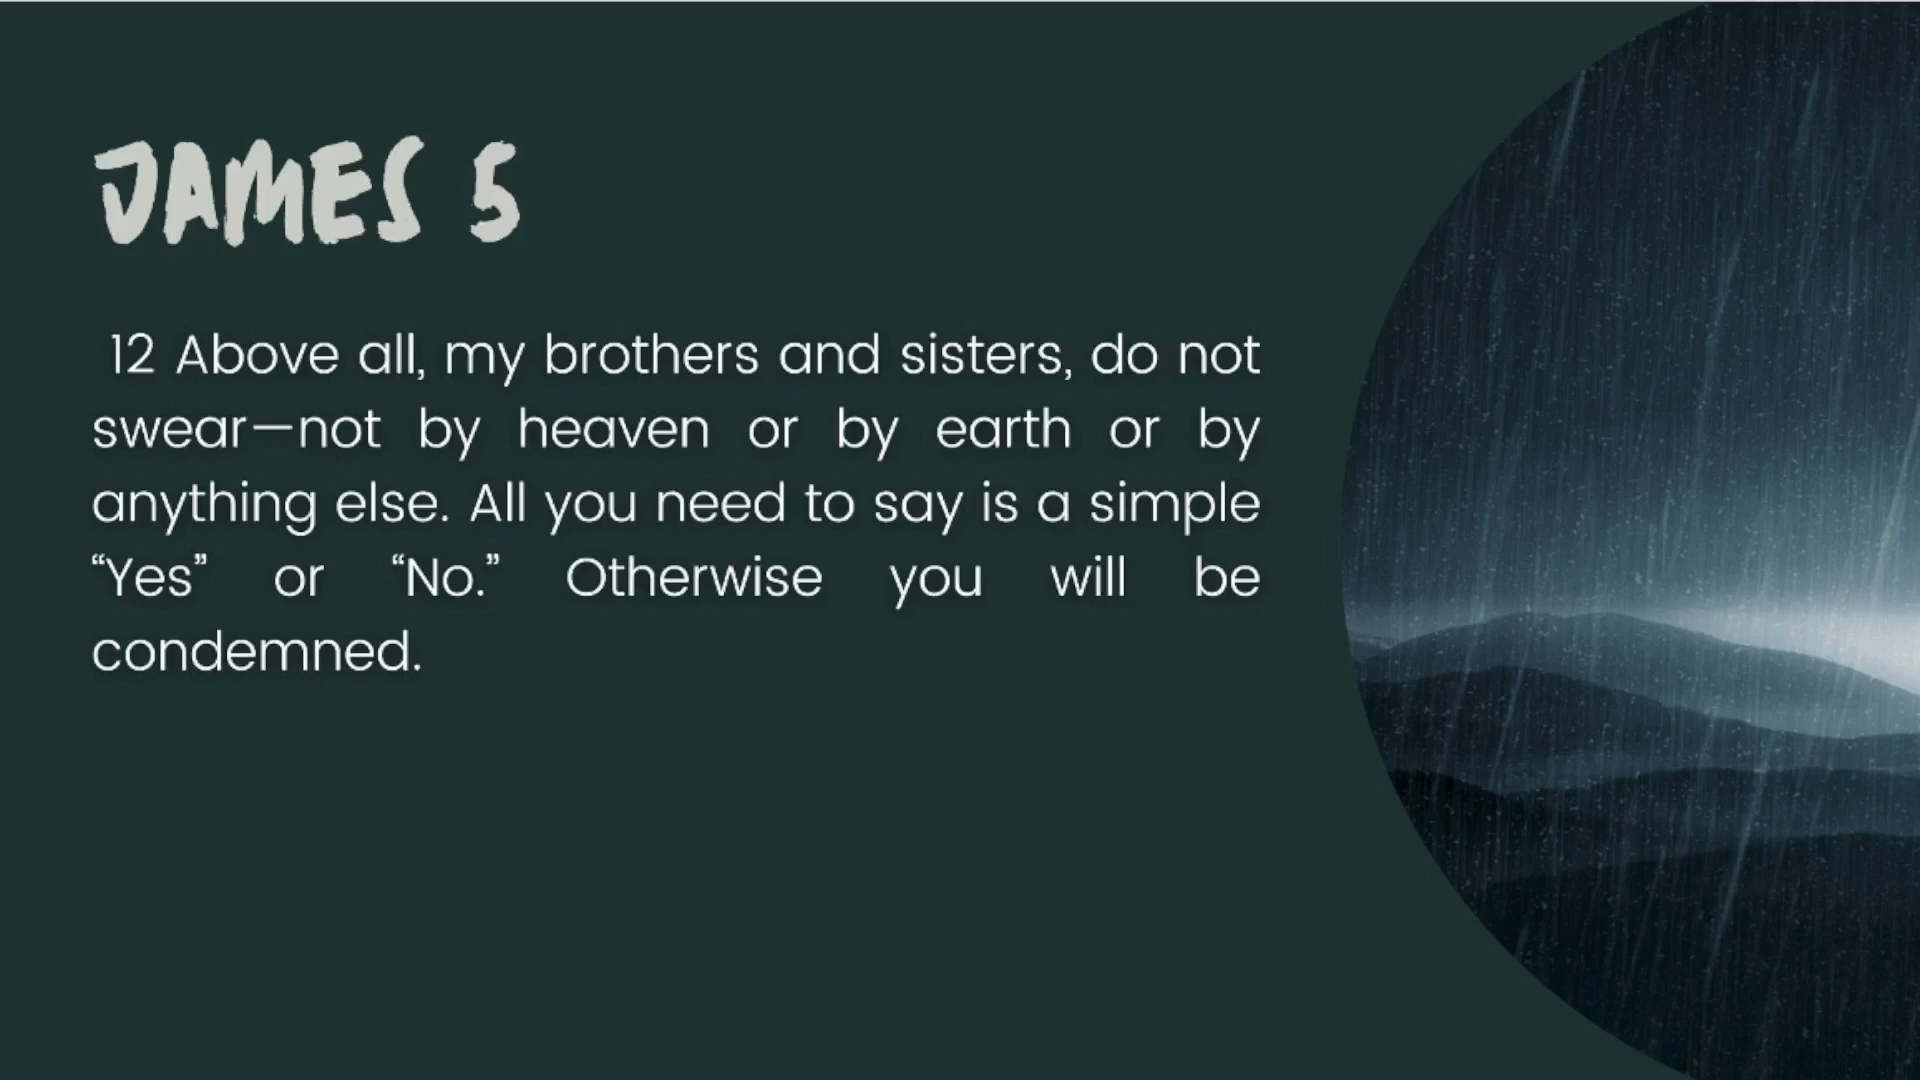 JAMES 5
12 Above all, my brothers and sisters, do not
swear—not by heaven or by earth or by
anything else. All you need to say is a simple
“Yes” or “No.” Otherwise you will be
condemned.